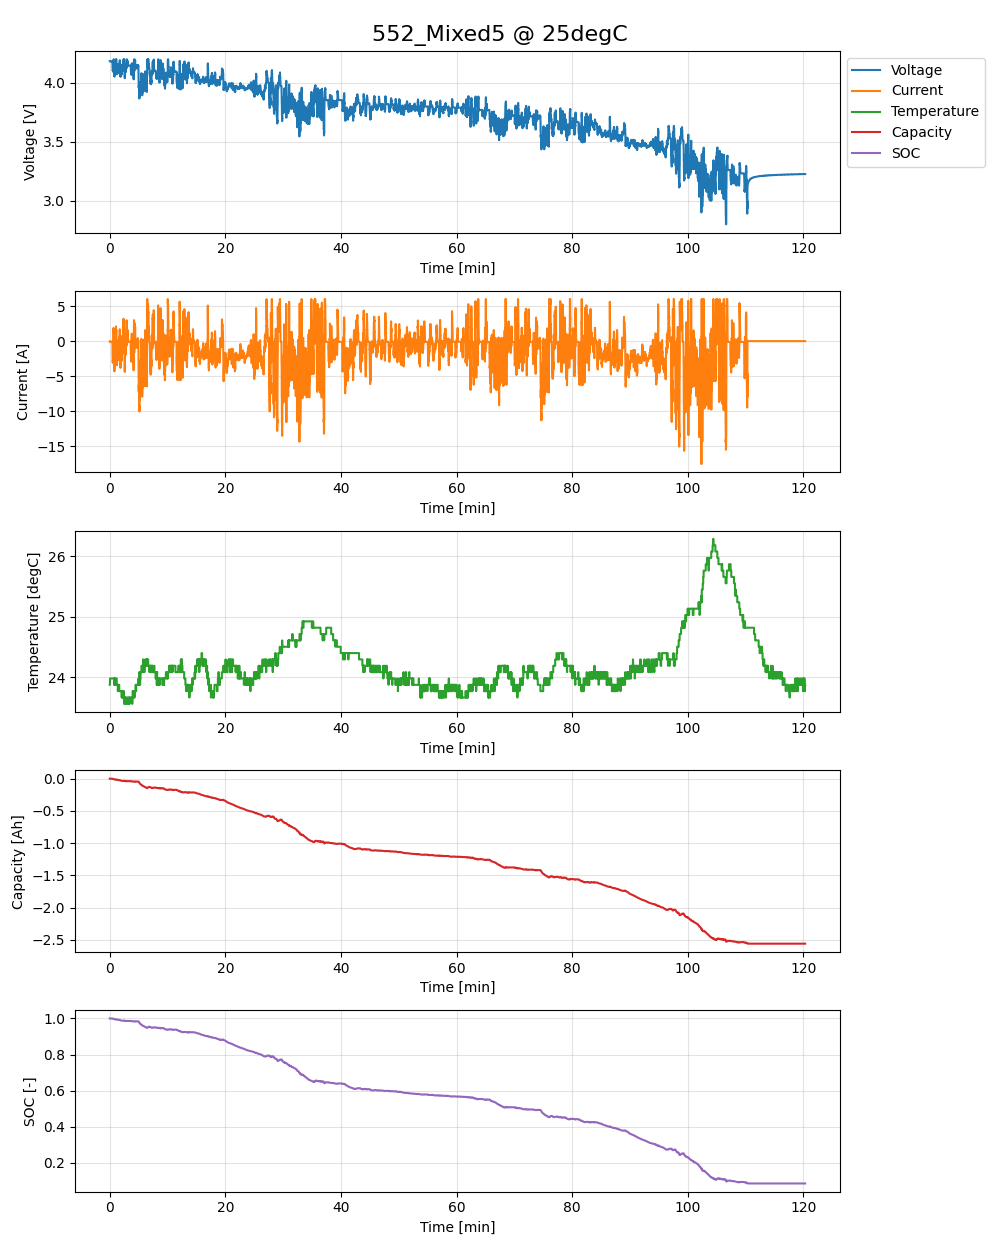 552_Mixed5 @ 25degC
Voltage [V]
4.0
3.5
3.0
0 20 40 60 80 100 120
Time [min]
Voltage
Current
Temperature
Capacity
SOC
Current [A]
5
0
−5
−10
−15
0 20 40 60 80 100 120
Time [min]
Temperature [degC]
26
25
24
0 20 40 60 80 100 120
Time [min]
Capacity [Ah]
0.0
−0.5
−1.0
−1.5
−2.0
−2.5
0 20 40 60 80 100 120
Time [min]
SOC [-]
1.0
0.8
0.6
0.4
0.2
0 20 40 60 80 100 120
Time [min]